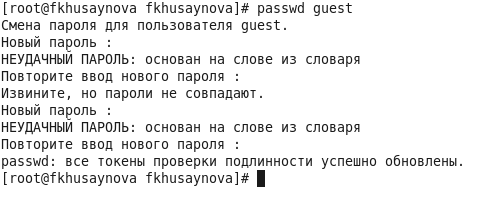 [root@fkhusaynova fkhusaynova]# passwd guest
Смена пароля для пользователя guest.
Новый пароль :
НЕУДАЧНЫЙ ПАРОЛЬ: основан на слове из словаря
Повторите ввод нового пароля :
Извините, но пароли не совпадают.
Новый пароль :
НЕУДАЧНЫЙ ПАРОЛЬ: основан на слове из словаря
Повторите ввод нового пароля :
passwd: все токены проверки подлинности успешно обновлены.
[root@fkhusaynova fkhusaynova]#